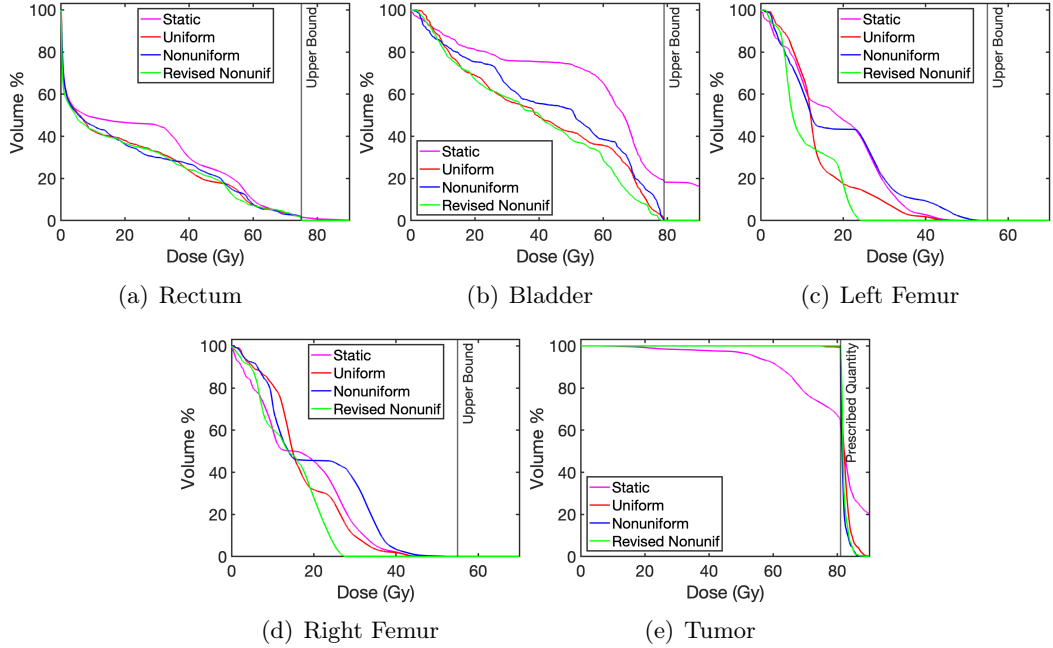 100
80
60
40
20
0
Volume %
0 20 40 60 80
Dose (Gy)
Static
Uniform
Nonuniform
Revised Nonunif
Upper Bound
(a) Rectum
100
80
60
40
20
0
Volume %
0 20 40 60 80
Dose (Gy)
Static
Uniform
Nonuniform
Revised Nonunif
Upper Bound
(b) Bladder
100
80
60
40
20
0
Volume %
0 20 40 60
Dose (Gy)
Static
Uniform
Nonuniform
Revised Nonunif
Upper Bound
(c) Left Femur
100
80
60
40
20
0
Volume %
0 20 40 60
Dose (Gy)
Static
Uniform
Nonuniform
Revised Nonunif
Upper Bound
(d) Right Femur
100
80
60
40
20
0
Volume %
0 20 40 60 80
Dose (Gy)
Static
Uniform
Nonuniform
Revised Nonunif
Prescribed Quantity
(e) Tumor